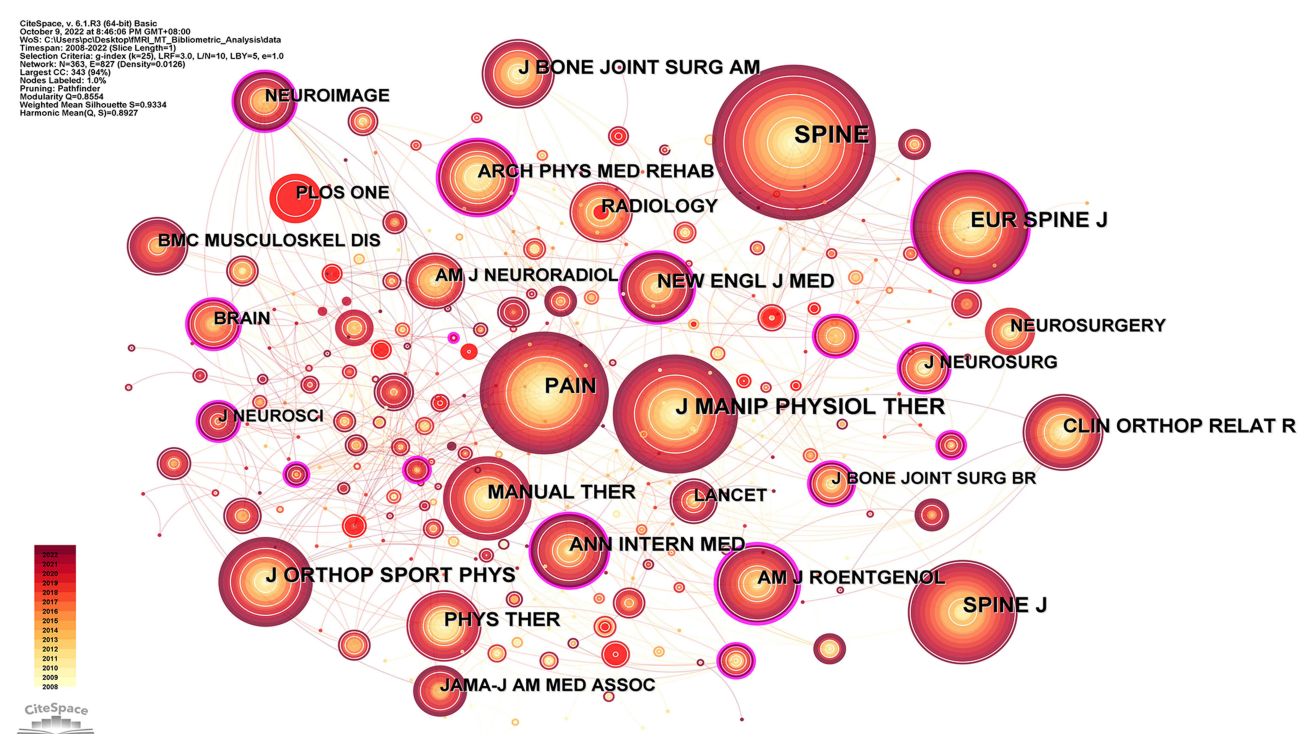 CiteSpace, v. 6.1.R3 (64-bit) Basic
October 9, 2022 at 8:46:06 PM GMT+08:00
WoS: C:\Users\pc\Desktop\fMRI_MT_Bibliometric_Analysis\data
Timespan: 2008-2022 (Slice Length=1)
Selection Criteria: g-index (k=25), LRF=3.0, L/N=10, LBY=5, e=1.0
Network: N=363, E=827 (Density=0.0126)
Largest CC: 343 (94%)
Nodes Labeled: 1.0%
Pruning: Pathfinder
Modularity Q=0.8554
Weighted Mean Silhouette S=0.9334
Harmonic Mean(Q, S)=0.8927
J BONE JOINT SURG AM
NEUROIMAGE
SPINE
ARCH PHYS MED REHAB
PLOS ONE
RADIOLOGY
EUR SPINE J
BMC MUSCULOSKEL DIS
AM J NEURORADIOL
NEW ENGL J MED
BRAIN
NEUROSURGERY
J NEUROSURG
PAIN
J MANIP PHYSIOL THER
J NEUROSCI
CLIN ORTHOP RELAT R
J BONE JOINT SURG BR
MANUAL THER
LANCET
ANN INTERN MED
J ORTHOP SPORT PHYS
AM J ROENTGENOL
SPINE J
PHYS THER
JAMA-J AM MED ASSOC
2022
2021
2020
2019
2018
2017
2016
2015
2014
2013
2012
2011
2010
2009
2008
CiteSpace